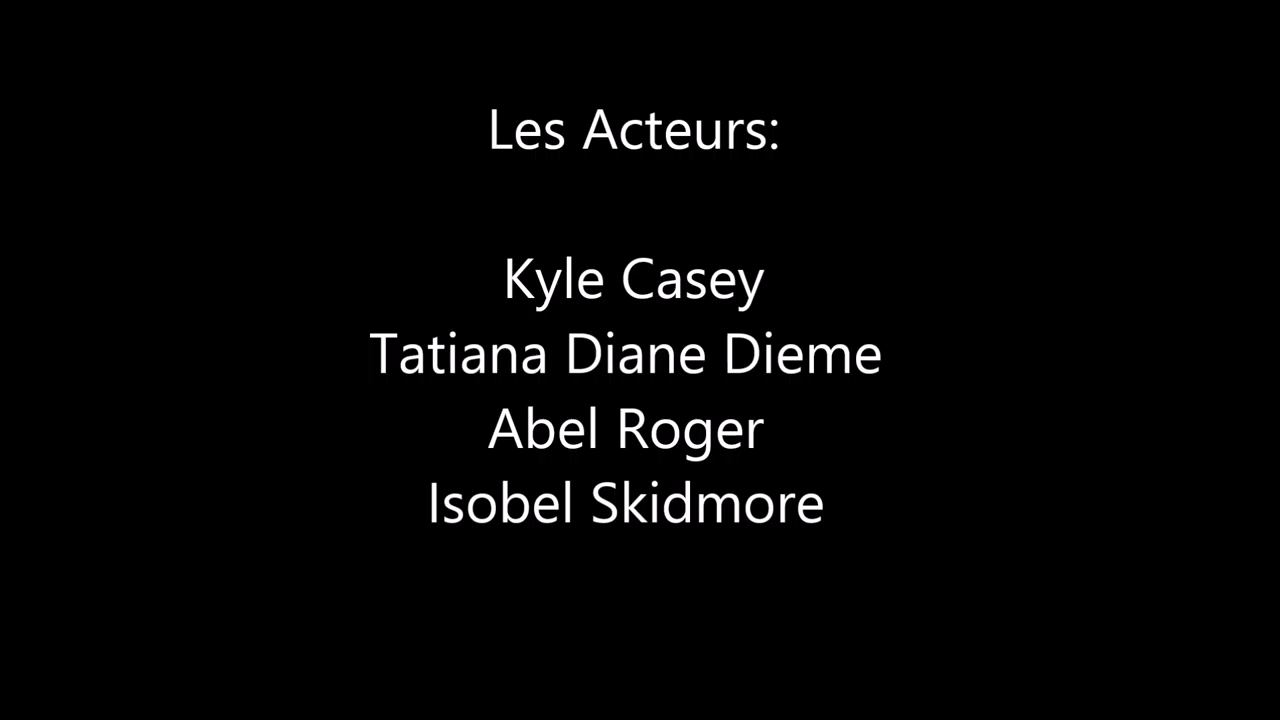 Les Acteurs:
Kyle Casey
Tatiana Diane Dieme
Abel Roger
Isobel Skidmore